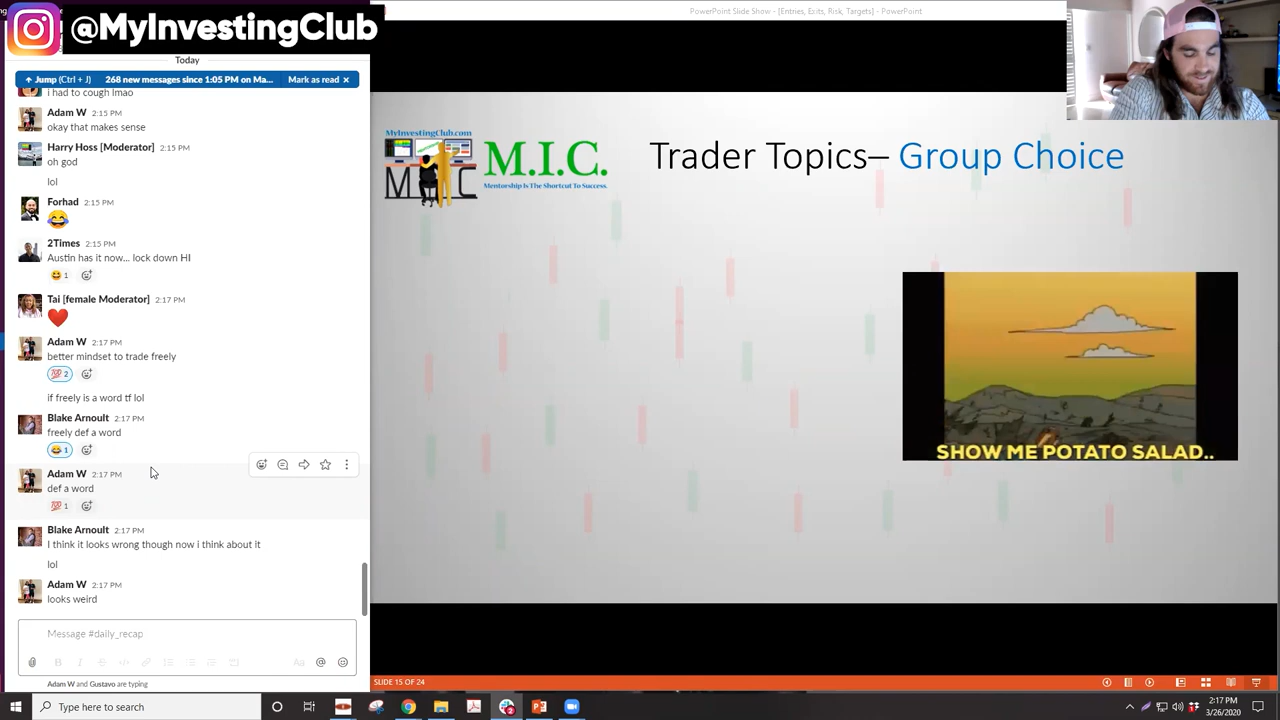 PowerPoint Slide Show - [Entries, Exits, Risk, Targets] - PowerPoint
@MyInvestingClub
Today
Jump (Ctrl + J) 268 new messages since 1:05 PM on Ma... Mark as read ×
i had to cough lmao
Adam W 2:15 PM
okay that makes sense
Harry Hoss [Moderator] 2:15 PM
oh god
lol
Forhad 2:15 PM
2Times 2:15 PM
Austin has it now... lock down HI
1
Tai [female Moderator] 2:17 PM
Adam W 2:17 PM
better mindset to trade freely
2
if freely is a word tf lol
Blake Arnoult 2:17 PM
freely def a word
1
Adam W 2:17 PM
def a word
1
Blake Arnoult 2:17 PM
I think it looks wrong though now i think about it
lol
Adam W 2:17 PM
looks weird
Message #daily_recap
Aa @
Adam W and Gustavo are typing
MyInvestingClub.com
MIC
M.I.C.
Mentorship Is The Shortcut To Success.
Trader Topics– Group Choice
SHOW ME POTATO SALAD..
SLIDE 15 OF 24
Type here to search
2:17 PM
3/26/2020